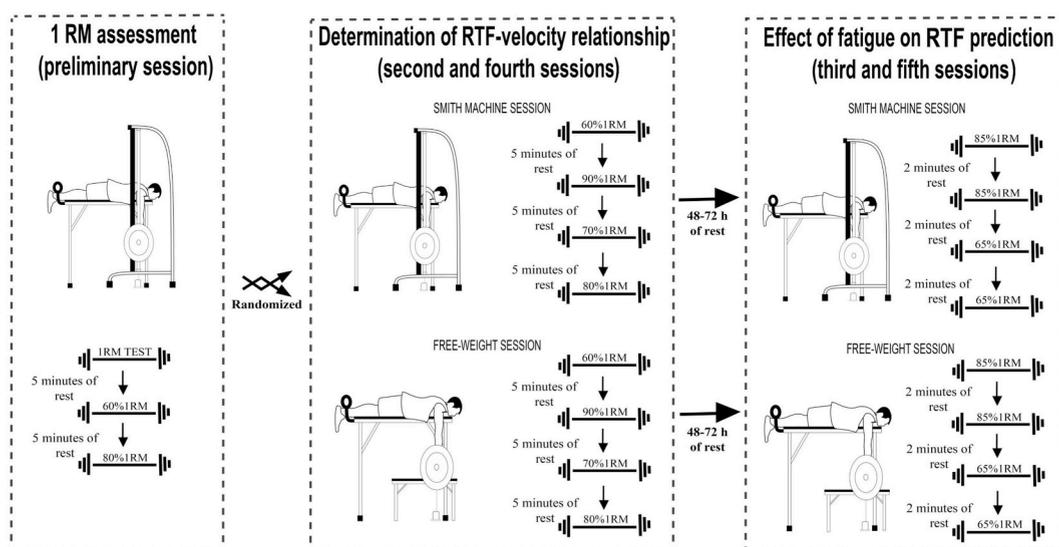 1 RM assessment
(preliminary session)
1RM TEST
5 minutes of
rest
60%1RM
5 minutes of
rest
80%1RM
Randomized
Determination of RTF-velocity relationship
(second and fourth sessions)
SMITH MACHINE SESSION
60%1RM
5 minutes of
rest
90%1RM
5 minutes of
rest
70%1RM
5 minutes of
rest
80%1RM
FREE-WEIGHT SESSION
60%1RM
5 minutes of
rest
90%1RM
5 minutes of
rest
70%1RM
5 minutes of
rest
80%1RM
48-72 h
of rest
48-72 h
of rest
Effect of fatigue on RTF prediction
(third and fifth sessions)
SMITH MACHINE SESSION
85%1RM
2 minutes of
rest
85%1RM
2 minutes of
rest
65%1RM
2 minutes of
rest
65%1RM
FREE-WEIGHT SESSION
85%1RM
2 minutes of
rest
85%1RM
2 minutes of
rest
65%1RM
2 minutes of
rest
65%1RM